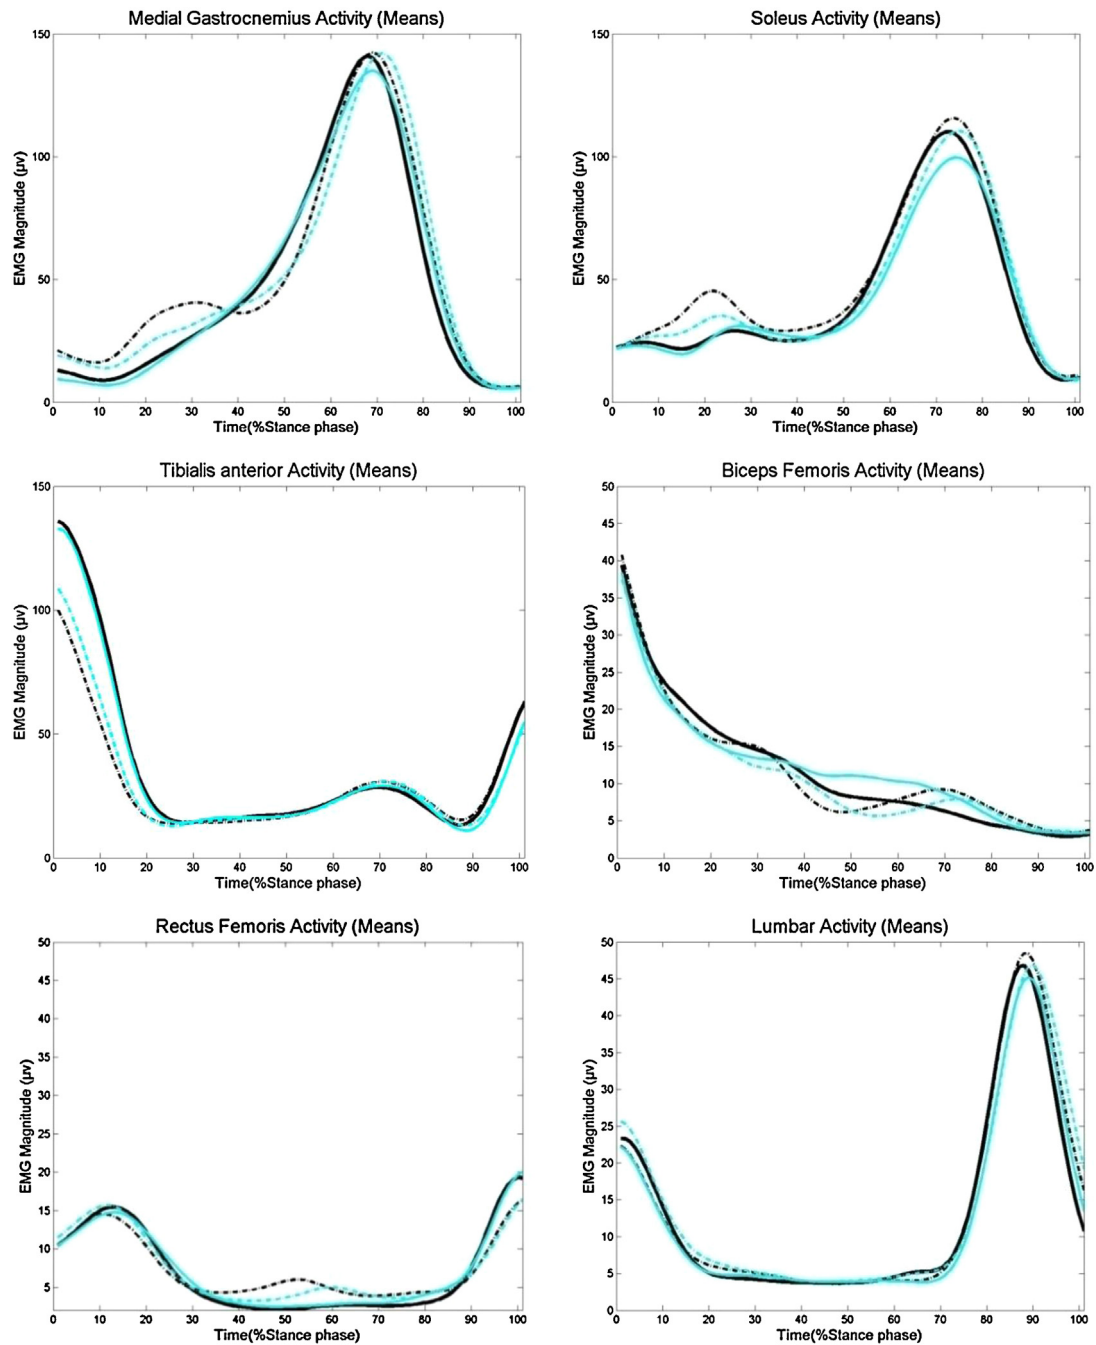 Medial Gastrocnemius Activity (Means)
150
100
50
0
EMG Magnitude (µv)
0 10 20 30 40 50 60 70 80 90 100
Time(%Stance phase)
Soleus Activity (Means)
150
100
50
0
EMG Magnitude (µv)
0 10 20 30 40 50 60 70 80 90 100
Time(%Stance phase)
Tibialis anterior Activity (Means)
150
100
50
0
EMG Magnitude (µv)
0 10 20 30 40 50 60 70 80 90 100
Time(%Stance phase)
Biceps Femoris Activity (Means)
50
45
40
35
30
25
20
15
10
5
0
EMG Magnitude (µv)
0 10 20 30 40 50 60 70 80 90 100
Time(%Stance phase)
Rectus Femoris Activity (Means)
50
45
40
35
30
25
20
15
10
5
EMG Magnitude (µv)
0 10 20 30 40 50 60 70 80 90 100
Time(%Stance phase)
Lumbar Activity (Means)
50
45
40
35
30
25
20
15
10
5
0
EMG Magnitude (µv)
0 10 20 30 40 50 60 70 80 90 100
Time(%Stance phase)